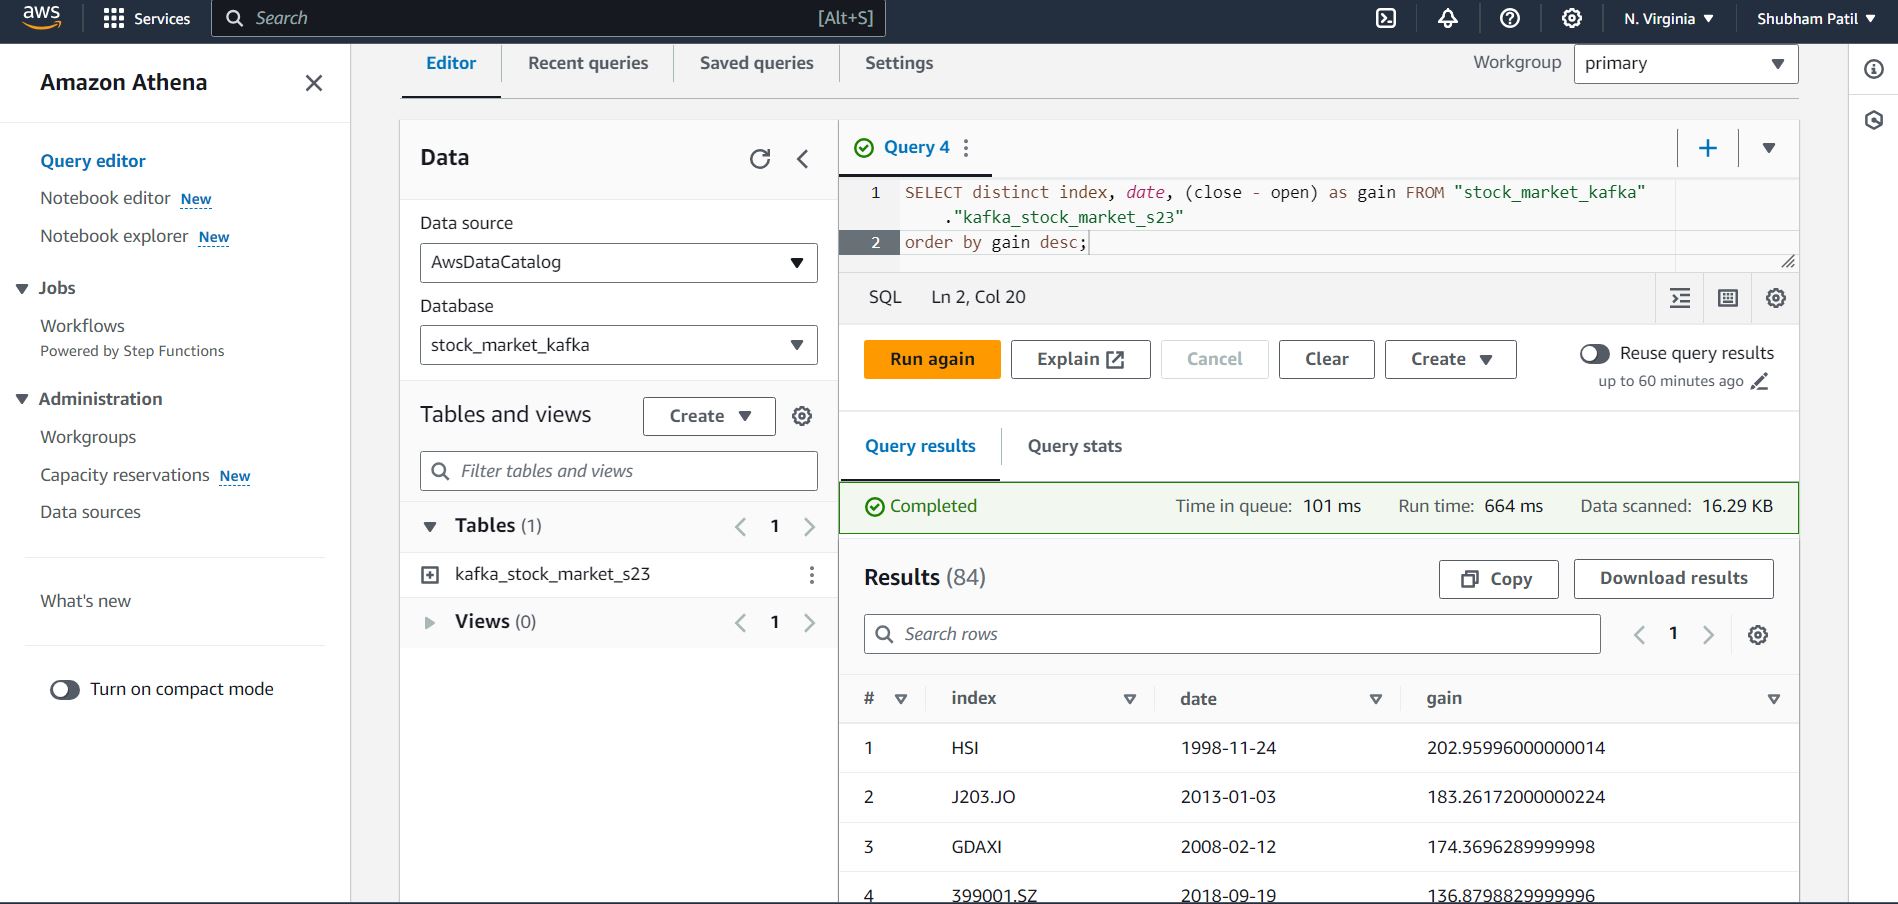 aws
Services
Search
[Alt+S]
N. Virginia
Shubham Patil
Amazon Athena
Query editor
Notebook editor New
Notebook explorer New
Jobs
Workflows
Powered by Step Functions
Administration
Workgroups
Capacity reservations New
Data sources
What's new
Turn on compact mode
Editor
Recent queries
Saved queries
Settings
Workgroup
primary
Data
Data source
AwsDataCatalog
Database
stock_market_kafka
Tables and views
Create
Filter tables and views
Tables (1)
1
kafka_stock_market_s23
Views (0)
1
Query 4
1 SELECT distinct index, date, (close - open) as gain FROM "stock_market_kafka"
."kafka_stock_market_s23"
2 order by gain desc;
SQL
Ln 2, Col 20
Run again
Explain
Cancel
Clear
Create
Reuse query results
up to 60 minutes ago
Query results
Query stats
Completed
Time in queue: 101 ms
Run time: 664 ms
Data scanned: 16.29 KB
Results (84)
Copy
Download results
Search rows
1
# index date gain
1 HSI 1998-11-24 202.95996000000014
2 J203.JO 2013-01-03 183.26172000000224
3 GDAXI 2008-02-12 174.3696289999998
4 399001.SZ 2018-09-19 136.8798829999996